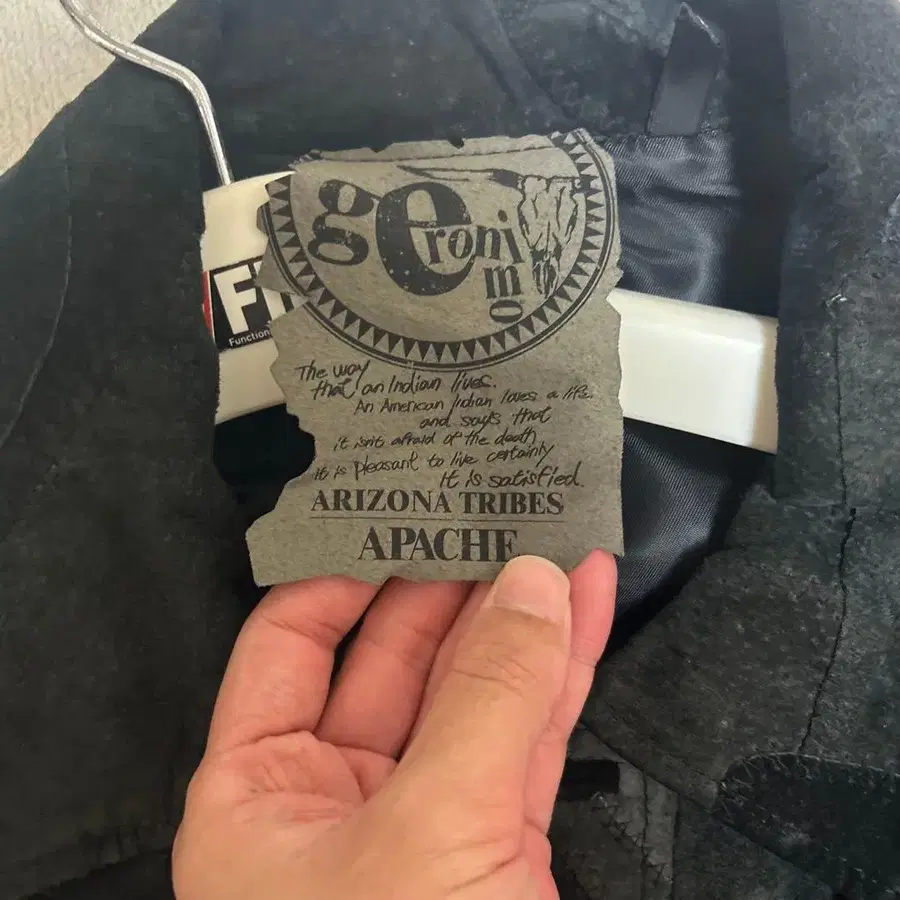 geronimo
The way
that an Indian lives.
An American Indian loves a life.
and says that
it isn't afraid of the death
It is pleasant to live certainly
It is satisfied.
ARIZONA TRIBES
APACHE
Function